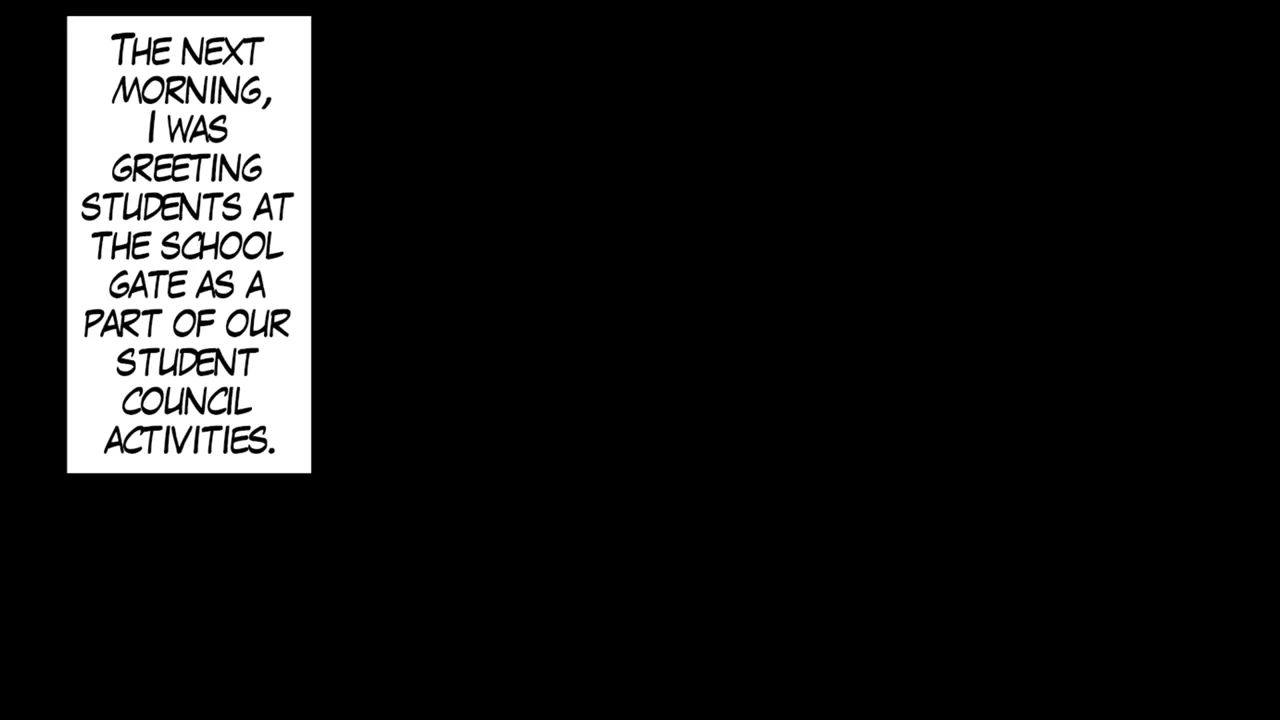 THE NEXT
MORNING,
I WAS
GREETING
STUDENTS AT
THE SCHOOL
GATE AS A
PART OF OUR
STUDENT
COUNCIL
ACTIVITIES.